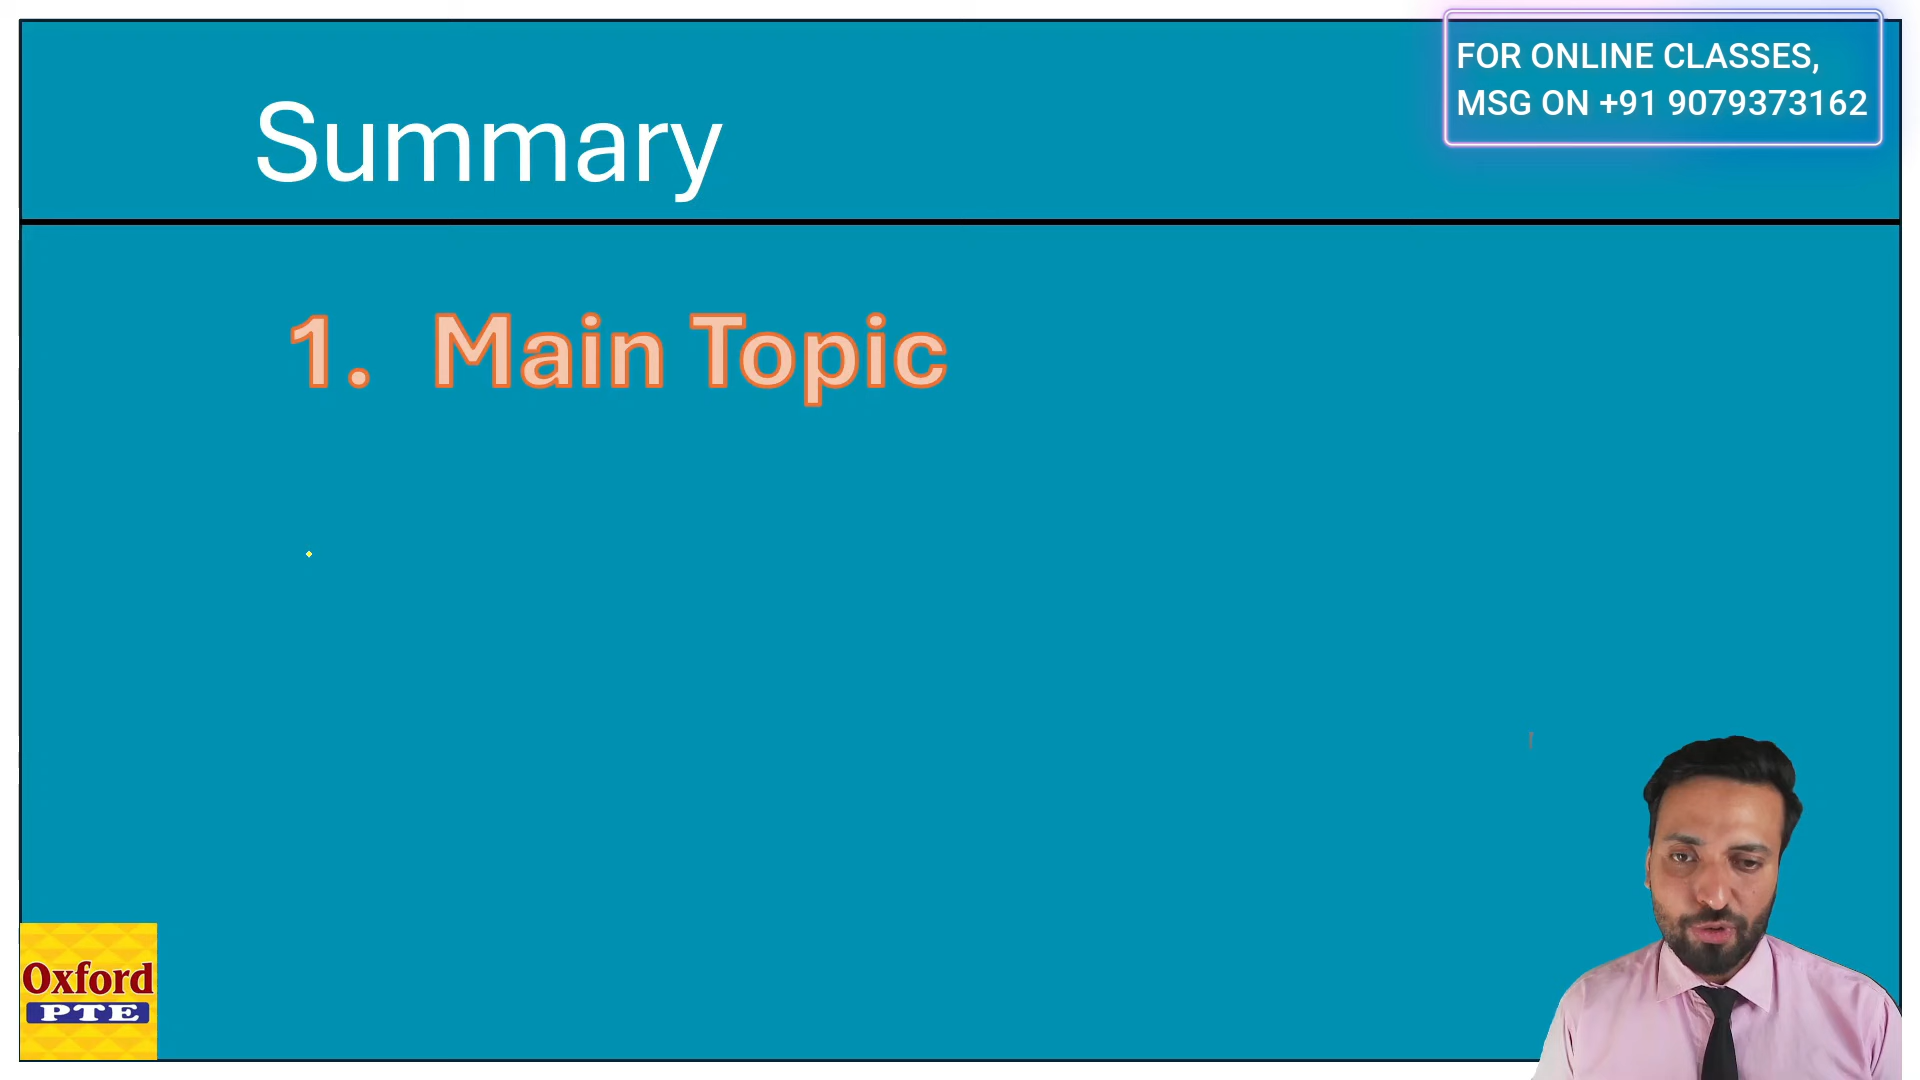 FOR ONLINE CLASSES,
MSG ON +91 9079373162
Summary
1. Main Topic
Oxford
PTE